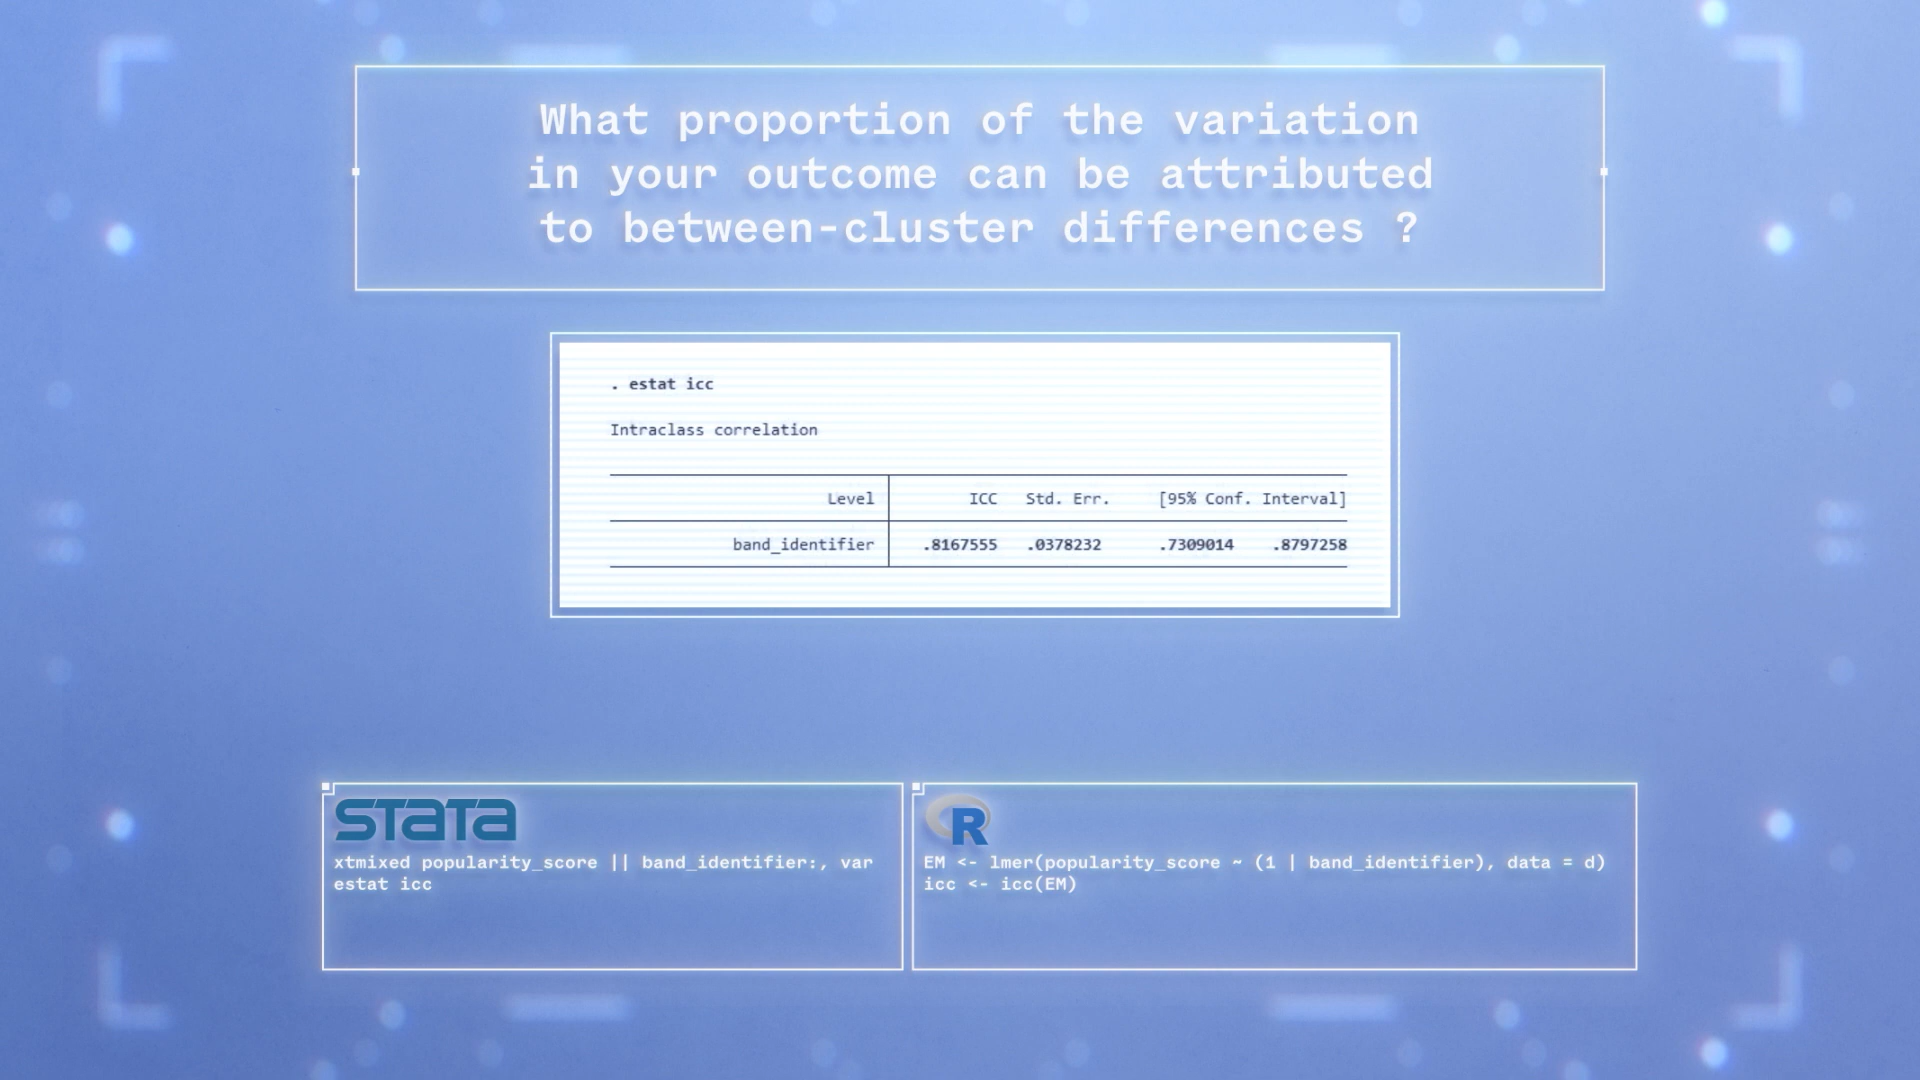 What proportion of the variation
in your outcome can be attributed
to between-cluster differences ?
. estat icc
Intraclass correlation
Level ICC Std. Err. [95% Conf. Interval]
band_identifier .8167555 .0378232 .7309014 .8797258
STATA
xtmixed popularity_score || band_identifier:, var
estat icc
R
EM <- lmer(popularity_score ~ (1 | band_identifier), data = d)
icc <- icc(EM)